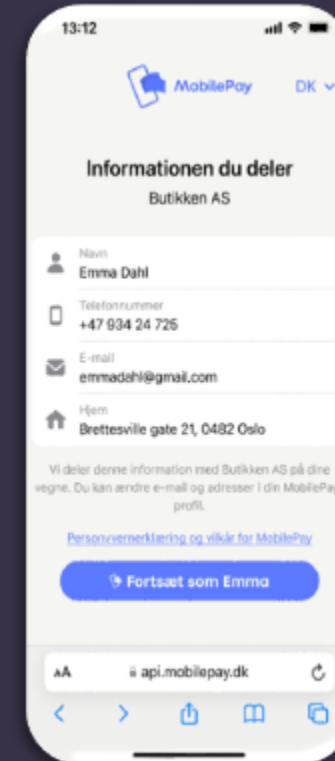 13:12
MobilePay
DK
Informationen du deler
Butikken AS
Navn
Emma Dahl
Telefonnummer
+47 934 24 725
E-mail
emmadahl@gmail.com
Hjem
Brettesville gate 21, 0482 Oslo
Vi deler denne information med Butikken AS på dine
vegne. Du kan ændre e-mail og adresser i din MobilePay
profil.
Personvernerklæring og vilkår for MobilePay
Fortsæt som Emma
AA
api.mobilepay.dk